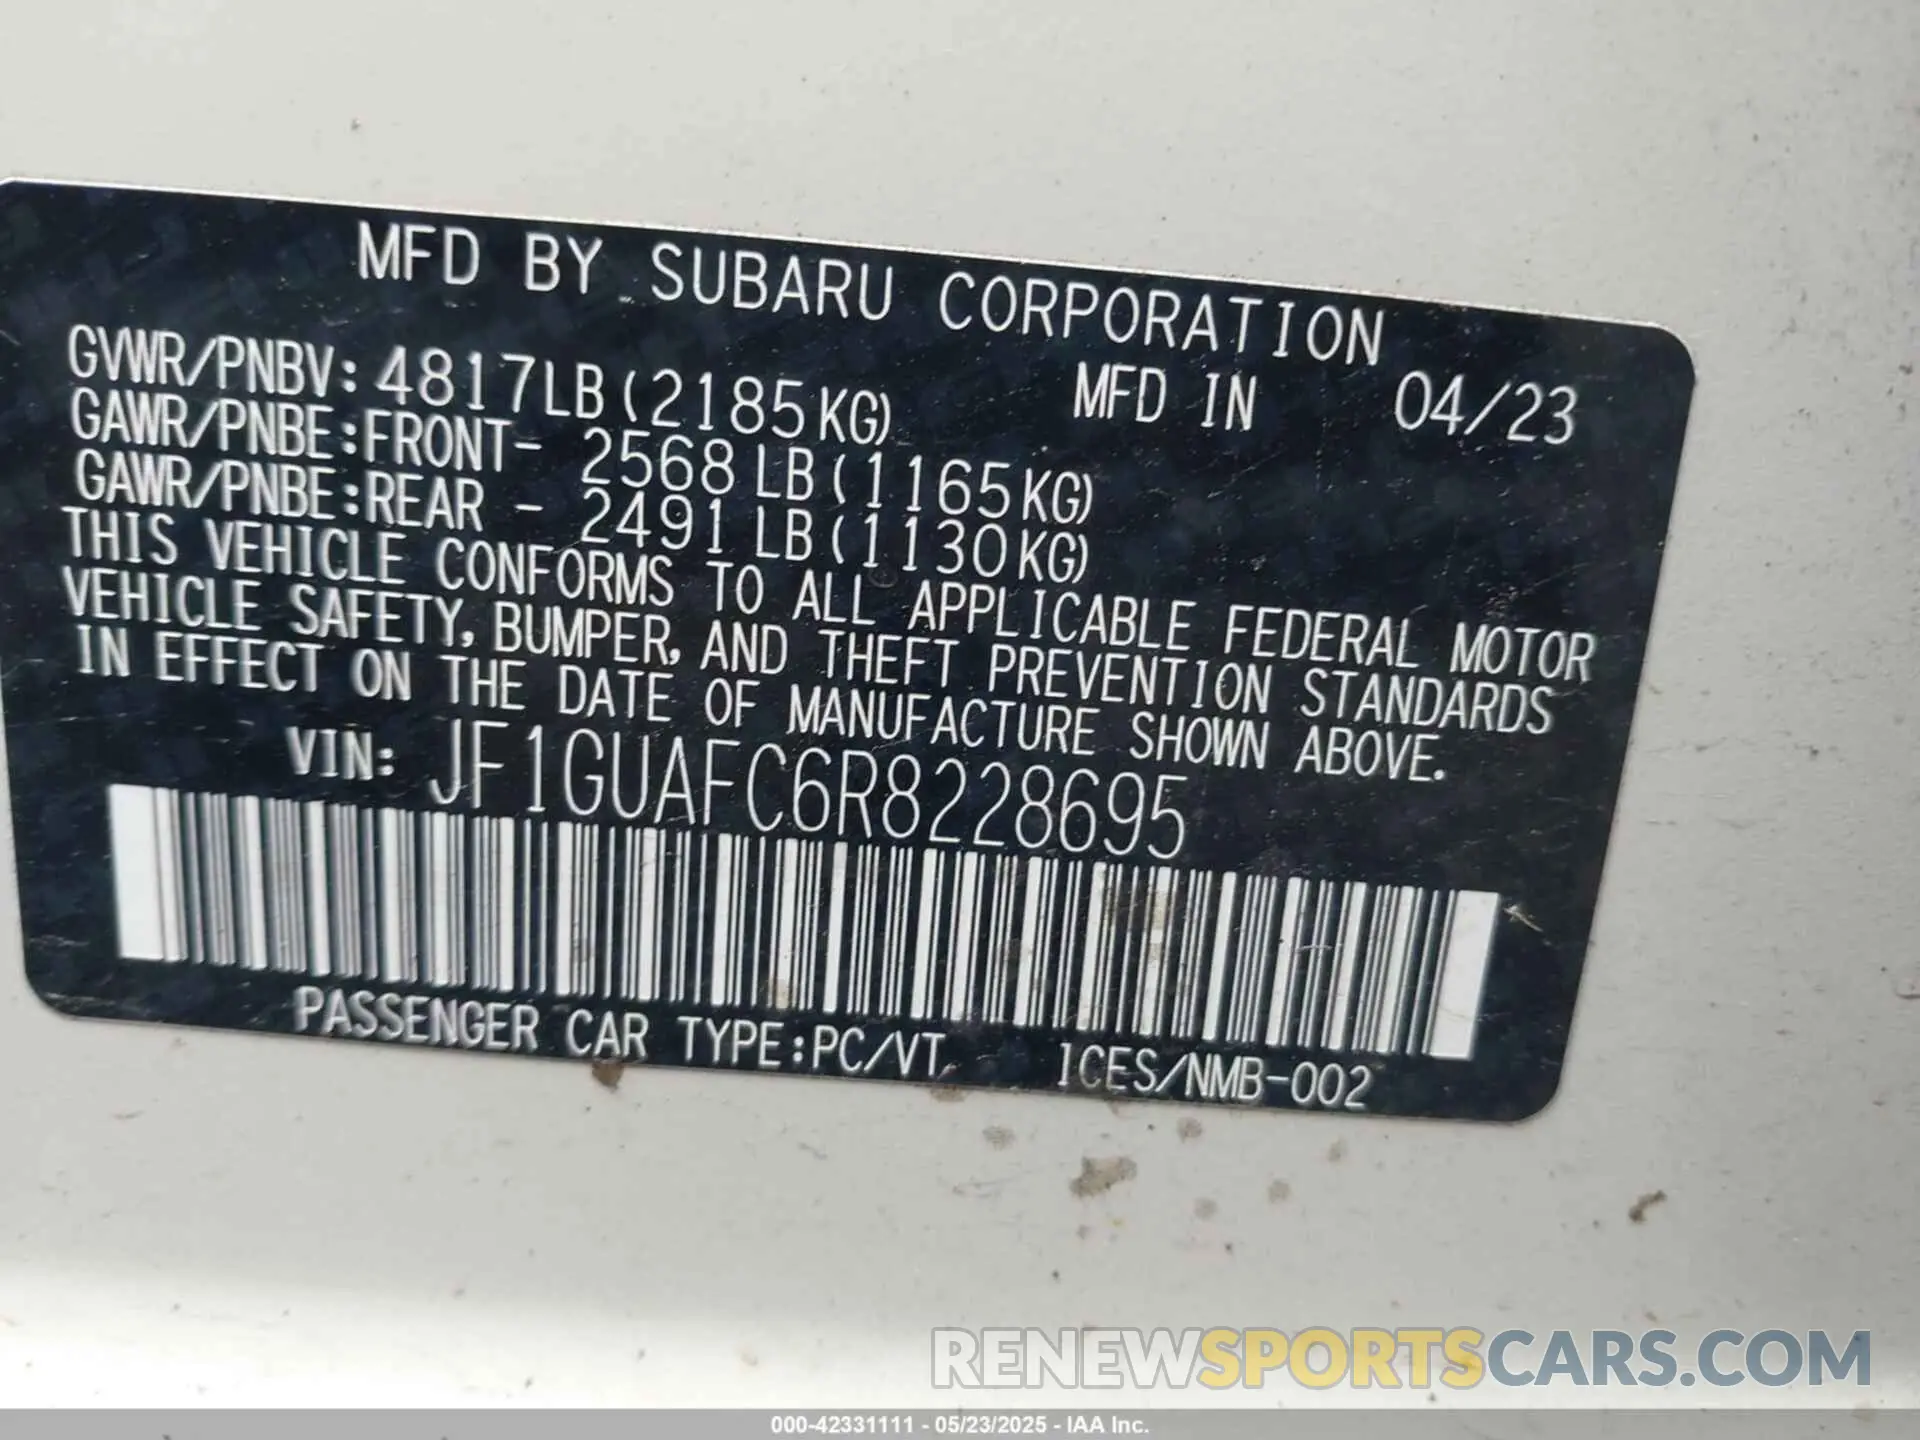 MFD BY SUBARU CORPORATION
GVWR/PNBV:4817LB(2185KG) MFD IN 04/23
GAWR/PNBE:FRONT- 2568LB(1165KG)
GAWR/PNBE:REAR - 2491LB(1130KG)
THIS VEHICLE CONFORMS TO ALL APPLICABLE FEDERAL MOTOR
VEHICLE SAFETY, BUMPER, AND THEFT PREVENTION STANDARDS
IN EFFECT ON THE DATE OF MANUFACTURE SHOWN ABOVE.
VIN: JF1GUAFC6R8228695
PASSENGER CAR TYPE:PC/VT ICES/NMB-002
RENEWSPORTSCARS.COM
000-42331111 - 05/23/2025 - IAA Inc.